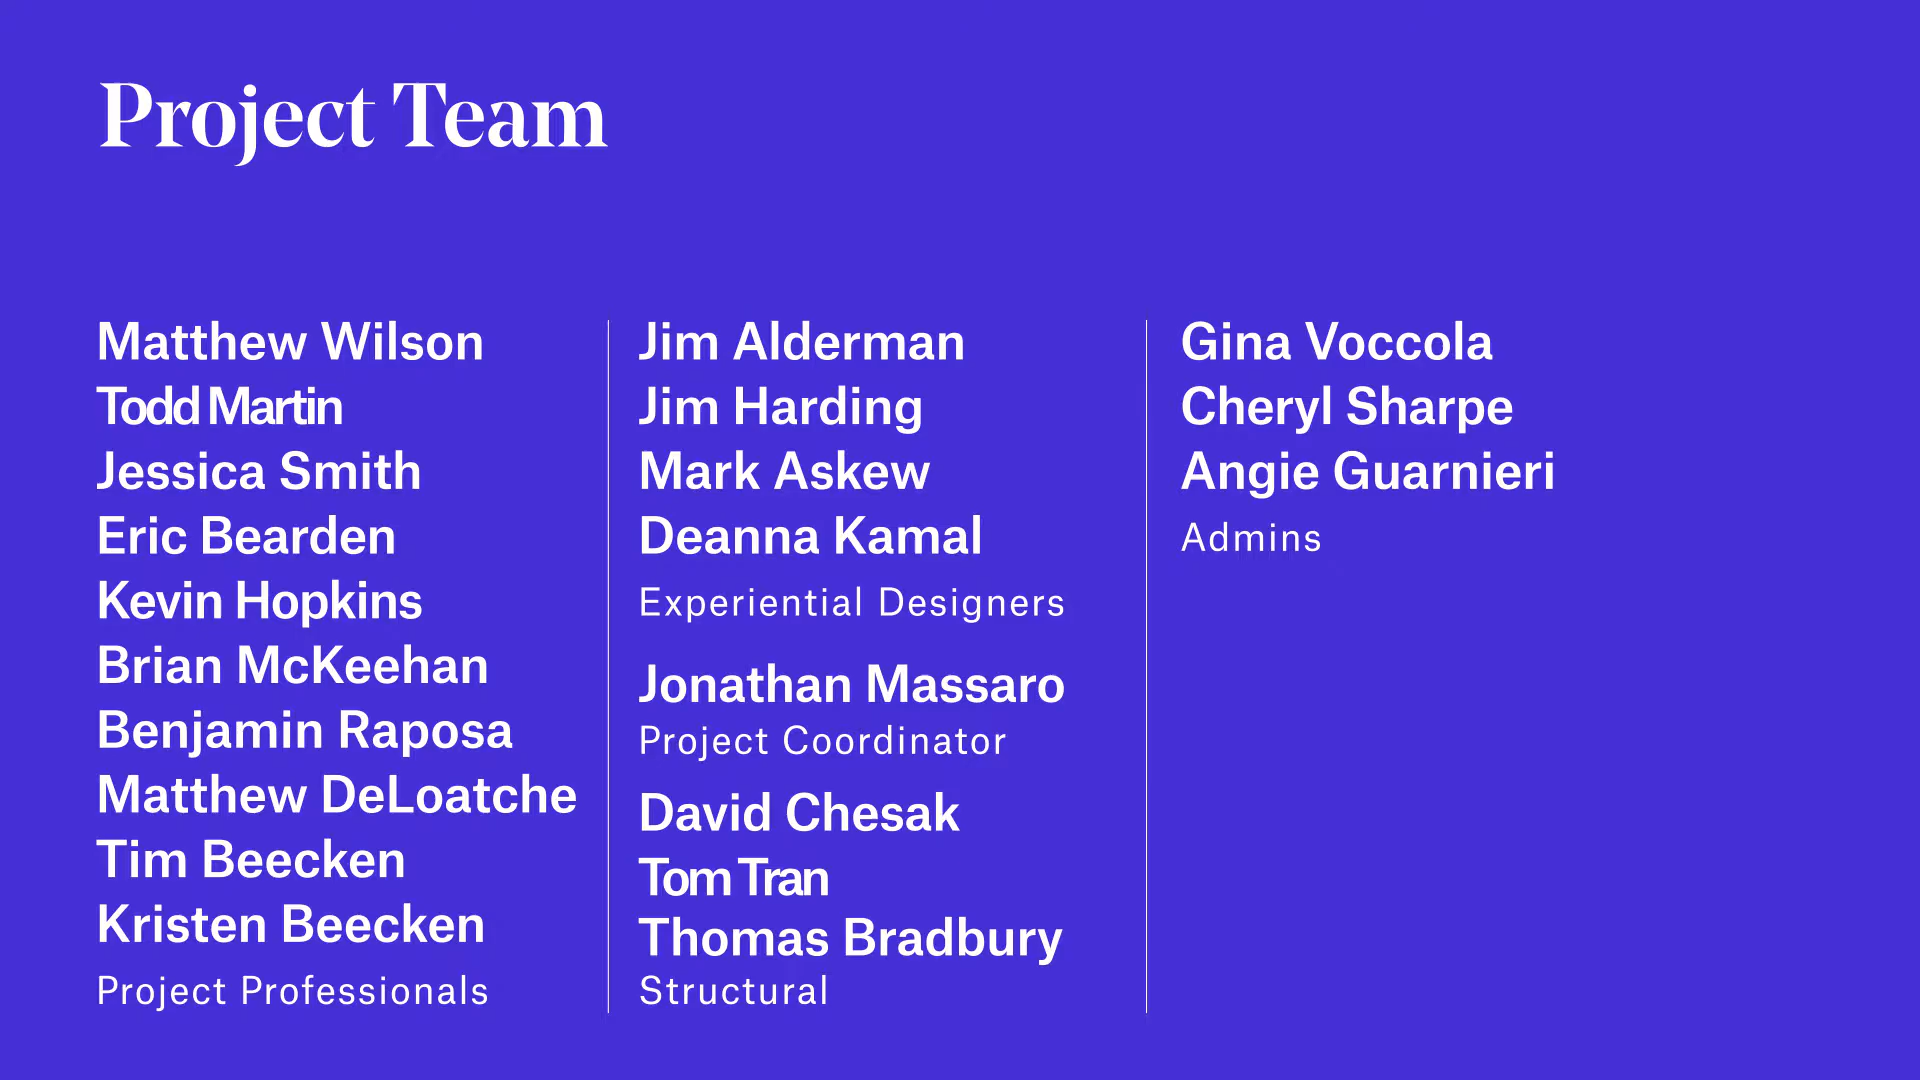 Project Team
Matthew Wilson
Todd Martin
Jessica Smith
Eric Bearden
Kevin Hopkins
Brian McKeehan
Benjamin Raposa
Matthew DeLoatche
Tim Beecken
Kristen Beecken
Project Professionals
Jim Alderman
Jim Harding
Mark Askew
Deanna Kamal
Experiential Designers
Jonathan Massaro
Project Coordinator
David Chesak
Tom Tran
Thomas Bradbury
Structural
Gina Voccola
Cheryl Sharpe
Angie Guarnieri
Admins